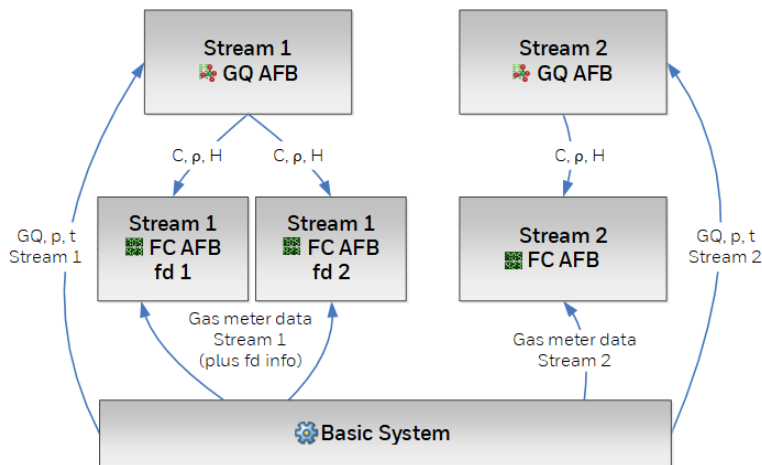 Stream 1
GQ AFB
Stream 2
GQ AFB
C, ρ, H
C, ρ, H
C, ρ, H
Stream 1
FC AFB
fd 1
Stream 1
FC AFB
fd 2
Stream 2
FC AFB
GQ, p, t
Stream 1
GQ, p, t
Stream 2
Gas meter data
Stream 1
(plus fd info)
Gas meter data
Stream 2
Basic System